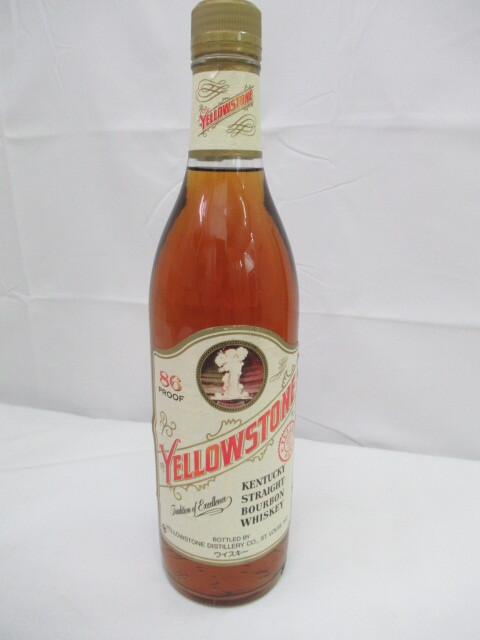 YELLOWSTONE
86
PROOF
YELLOWSTONE
Tradition of Excellence
KENTUCKY
STRAIGHT
BOURBON
WHISKEY
BOTTLED BY
YELLOWSTONE DISTILLERY CO., ST. LOUIS,
ウイスキー